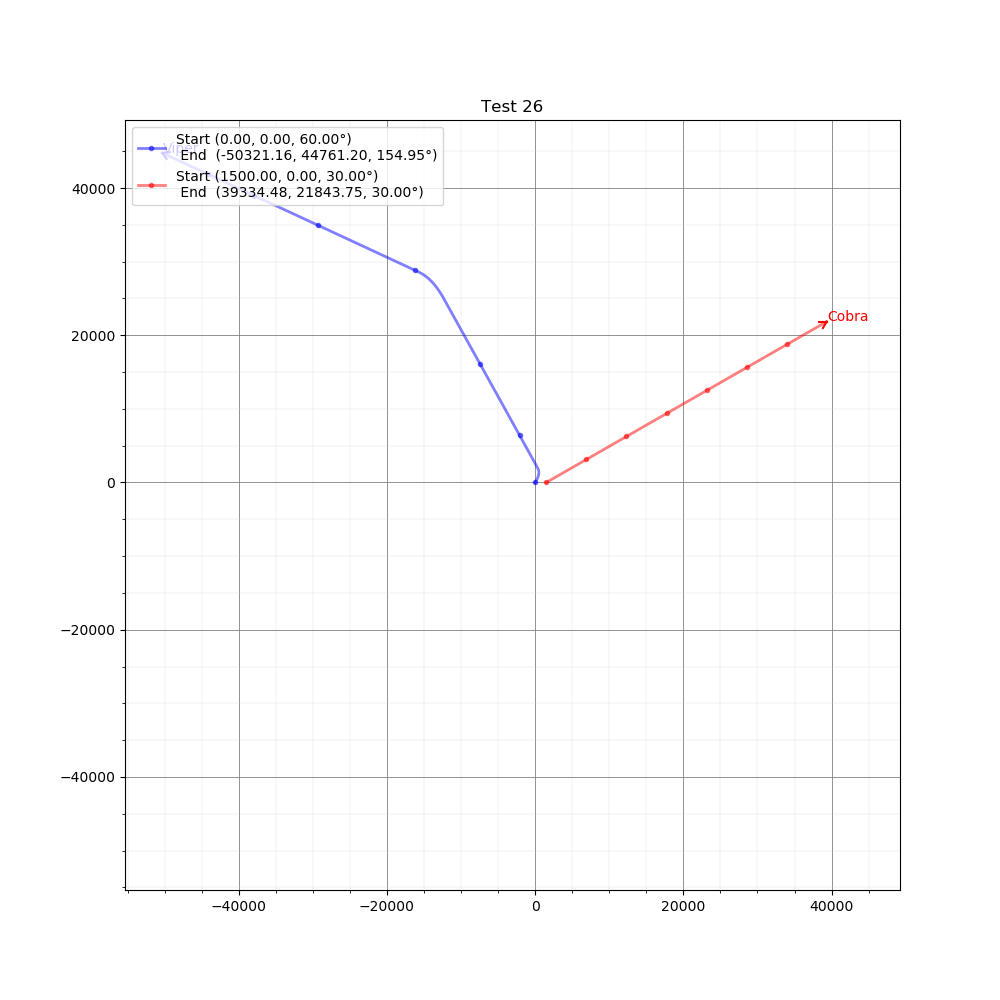 Test 26
Viper
Start (0.00, 0.00, 60.00°)
End  (-50321.16, 44761.20, 154.95°)
Start (1500.00, 0.00, 30.00°)
End  (39334.48, 21843.75, 30.00°)
40000
20000
Cobra
0
−20000
−40000
−40000 −20000 0 20000 40000